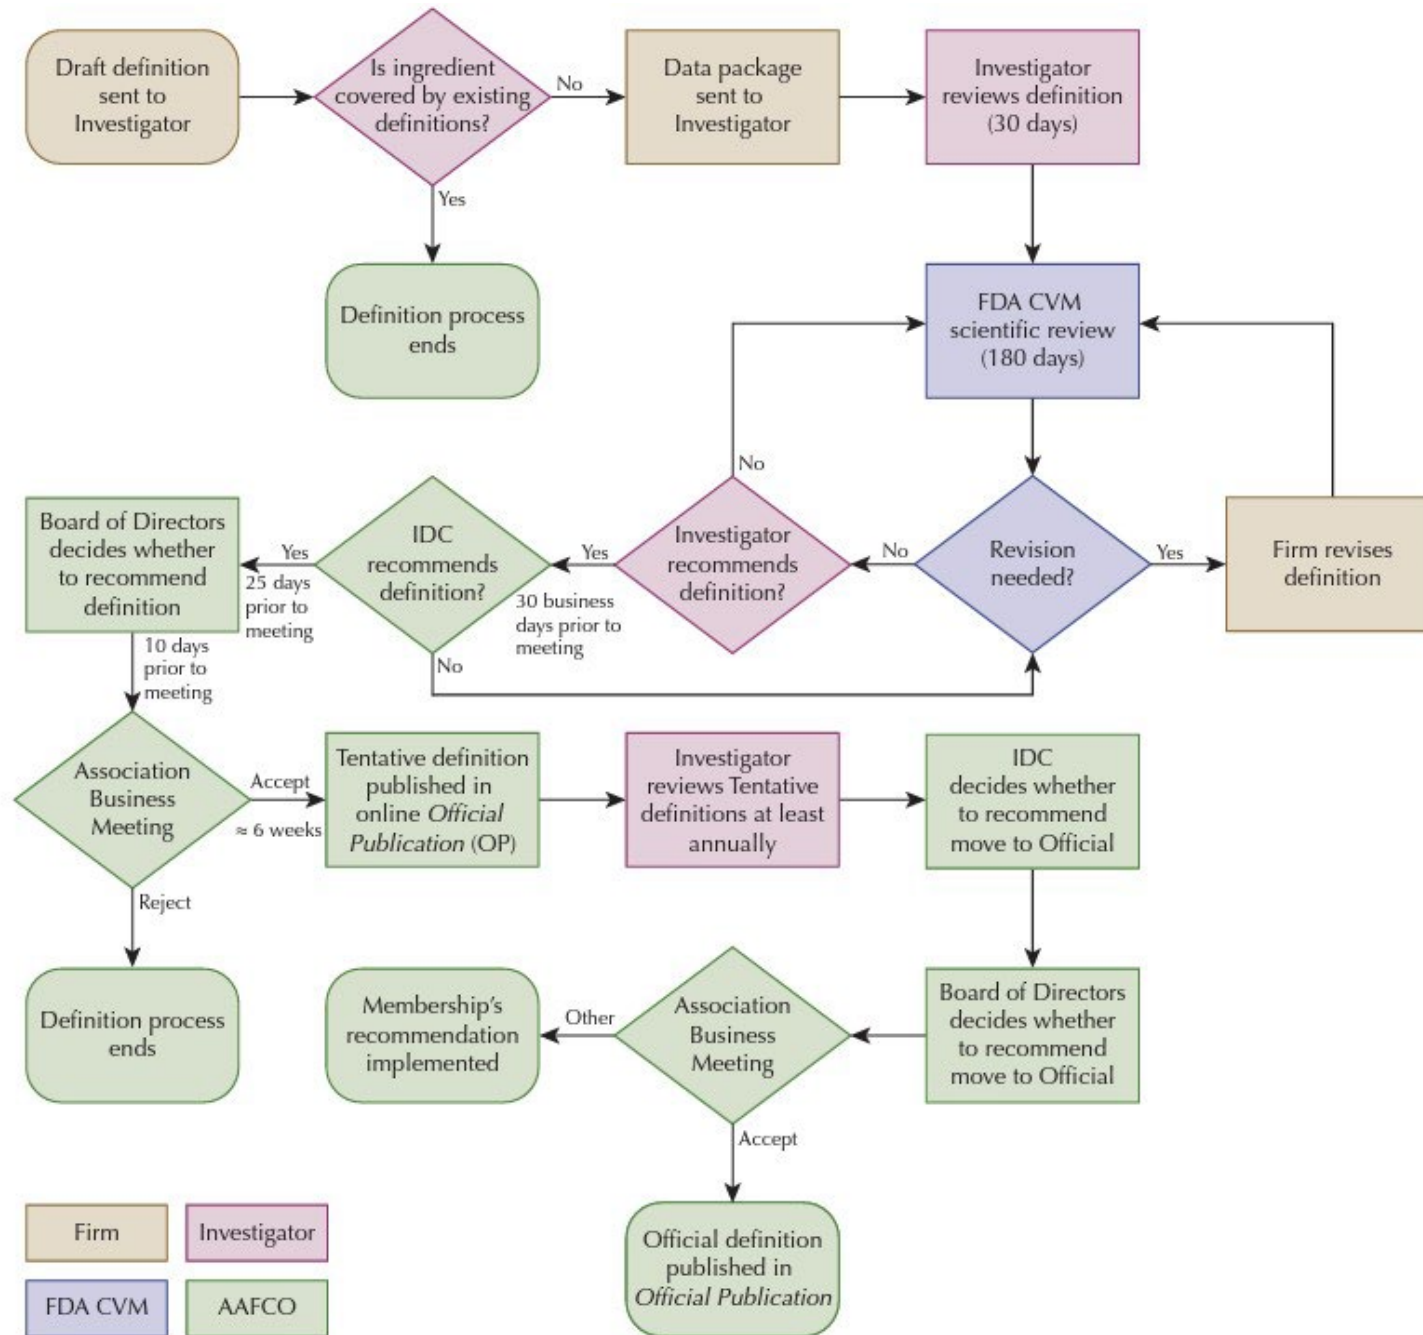 Draft definition
sent to
Investigator
Is ingredient
covered by existing
definitions?
No
Data package
sent to
Investigator
Investigator
reviews definition
(30 days)
Yes
Definition process
ends
FDA CVM
scientific review
(180 days)
No
Board of Directors
decides whether
to recommend
definition
Yes
25 days
prior to
meeting
IDC
recommends
definition?
Yes
30 business
days prior to
meeting
Investigator
recommends
definition?
No
Revision
needed?
Yes
Firm revises
definition
10 days
prior to
meeting
No
Association
Business
Meeting
Accept
≈ 6 weeks
Tentative definition
published in
online Official
Publication (OP)
Investigator
reviews Tentative
definitions at least
annually
IDC
decides whether
to recommend
move to Official
Reject
Definition process
ends
Membership's
recommendation
implemented
Other
Association
Business
Meeting
Board of Directors
decides whether
to recommend
move to Official
Accept
Official definition
published in
Official Publication
Firm
Investigator
FDA CVM
AAFCO